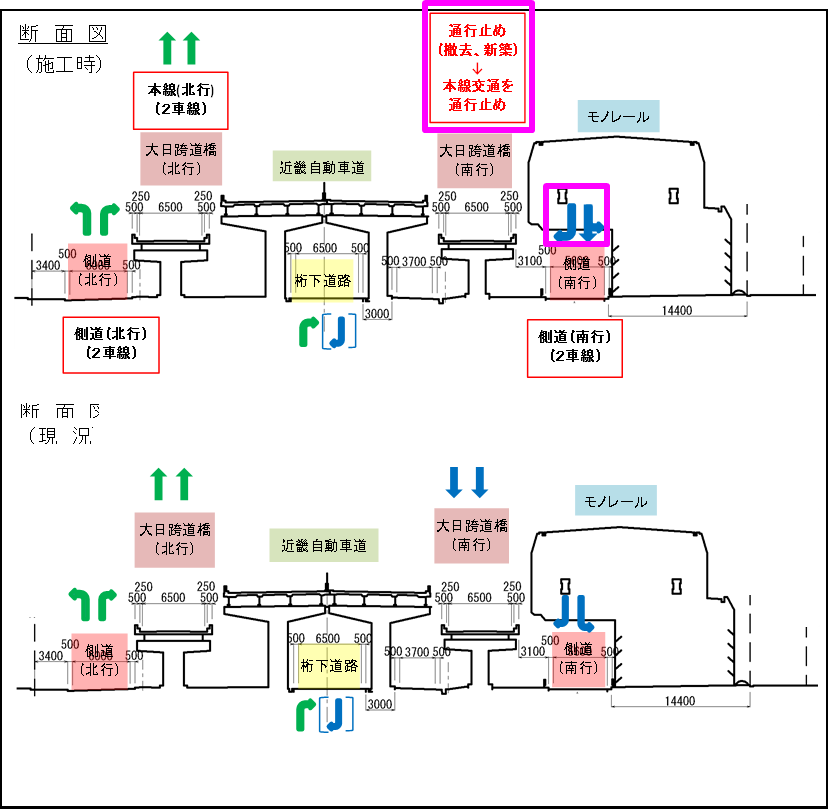 断面図
(施工時)
本線(北行)
(2車線)
通行止め
(撤去、新築)
↓
本線交通を
通行止め
大日跨道橋
(北行)
近畿自動車道
大日跨道橋
(南行)
モノレール
250 250
500 6500 500
250 250
500 6500 500
500
3400 6000 500
側道
(北行)
500 6500 500
桁下道路
500 3700 500
3000
500
3100 6000 500
側道
(南行)
14400
側道(北行)
(2車線)
側道(南行)
(2車線)
断面図
(現況)
大日跨道橋
(北行)
近畿自動車道
大日跨道橋
(南行)
モノレール
250 250
500 6500 500
250 250
500 6500 500
500
3400 6000 500
側道
(北行)
500 6500 500
桁下道路
500 3700 500
3000
500
3100 500
側道
(南行)
14400